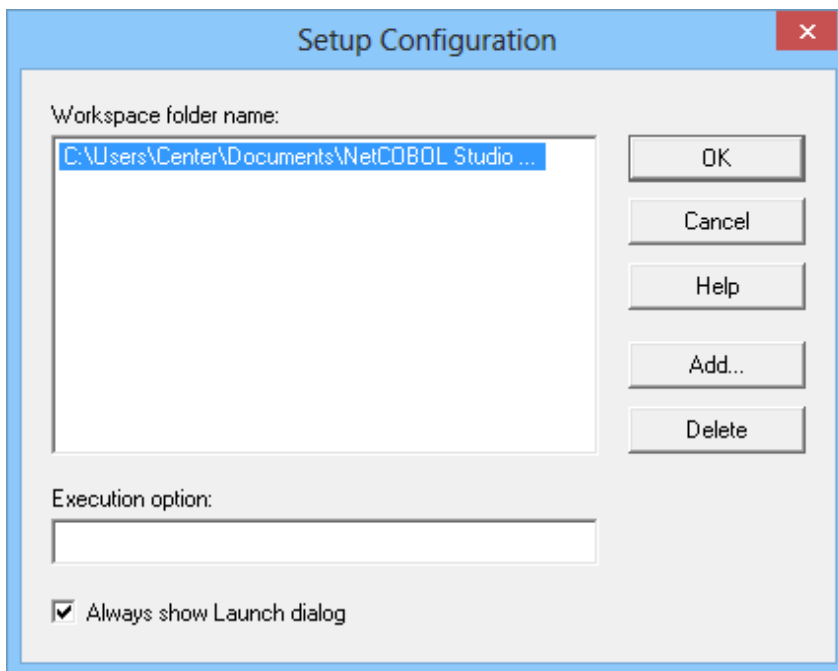 Setup Configuration
Workspace folder name:
C:\Users\Center\Documents\NetCOBOL Studio ...
OK
Cancel
Help
Add...
Delete
Execution option:
Always show Launch dialog